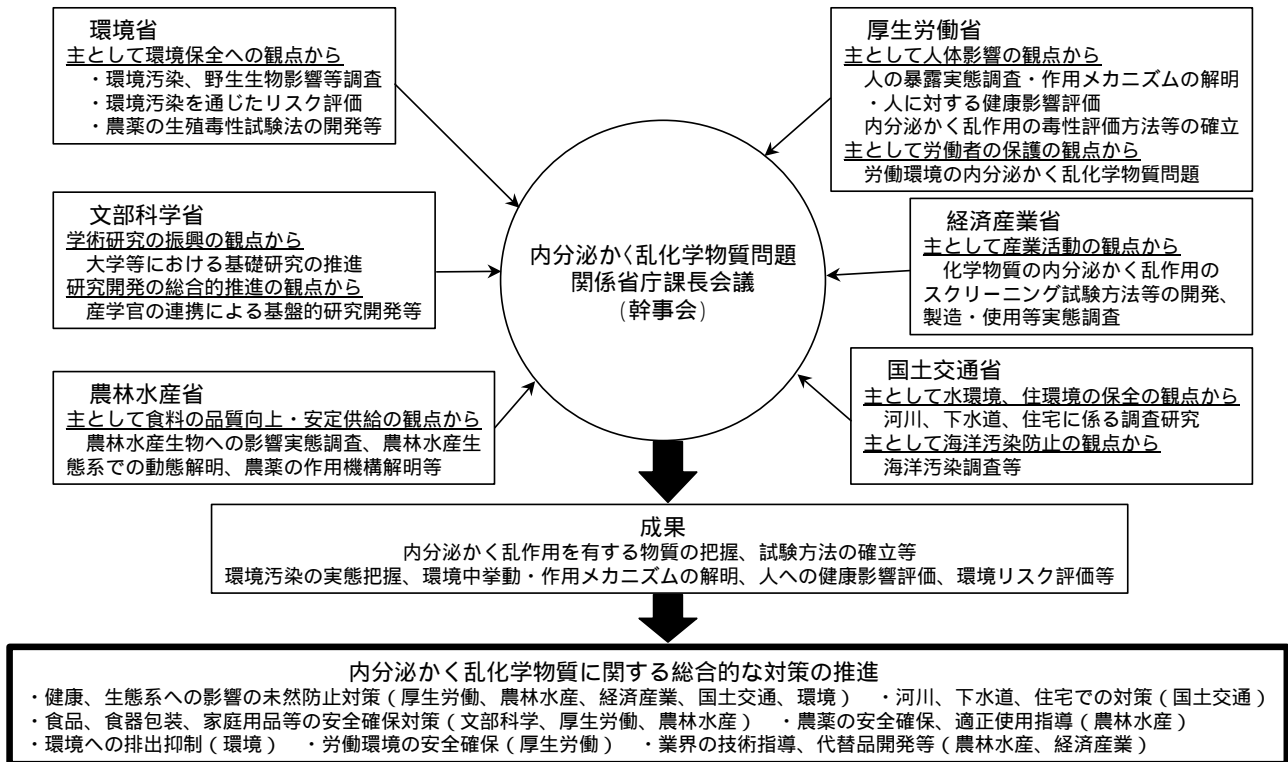 環境省
主として環境保全への観点から
・環境汚染、野生生物影響等調査
・環境汚染を通じたリスク評価
・農薬の生殖毒性試験法の開発等
厚生労働省
主として人体影響の観点から
人の暴露実態調査・作用メカニズムの解明
・人に対する健康影響評価
内分泌かく乱作用の毒性評価方法等の確立
主として労働者の保護の観点から
労働環境の内分泌かく乱化学物質問題
文部科学省
学術研究の振興の観点から
大学等における基礎研究の推進
研究開発の総合的推進の観点から
産学官の連携による基盤的研究開発等
内分泌かく乱化学物質問題
関係省庁課長会議
(幹事会)
経済産業省
主として産業活動の観点から
化学物質の内分泌かく乱作用の
スクリーニング試験方法等の開発、
製造・使用等実態調査
農林水産省
主として食料の品質向上・安定供給の観点から
農林水産生物への影響実態調査、農林水産生
態系での動態解明、農薬の作用機構解明等
国土交通省
主として水環境、住環境の保全の観点から
河川、下水道、住宅に係る調査研究
主として海洋汚染防止の観点から
海洋汚染調査等
成果
内分泌かく乱作用を有する物質の把握、試験方法の確立等
環境汚染の実態把握、環境中挙動・作用メカニズムの解明、人への健康影響評価、環境リスク評価等
内分泌かく乱化学物質に関する総合的な対策の推進
・健康、生態系への影響の未然防止対策(厚生労働、農林水産、経済産業、国土交通、環境) ・河川、下水道、住宅での対策(国土交通)
・食品、食器包装、家庭用品等の安全確保対策(文部科学、厚生労働、農林水産) ・農薬の安全確保、適正使用指導(農林水産)
・環境への排出抑制(環境) ・労働環境の安全確保(厚生労働) ・業界の技術指導、代替品開発等(農林水産、経済産業)